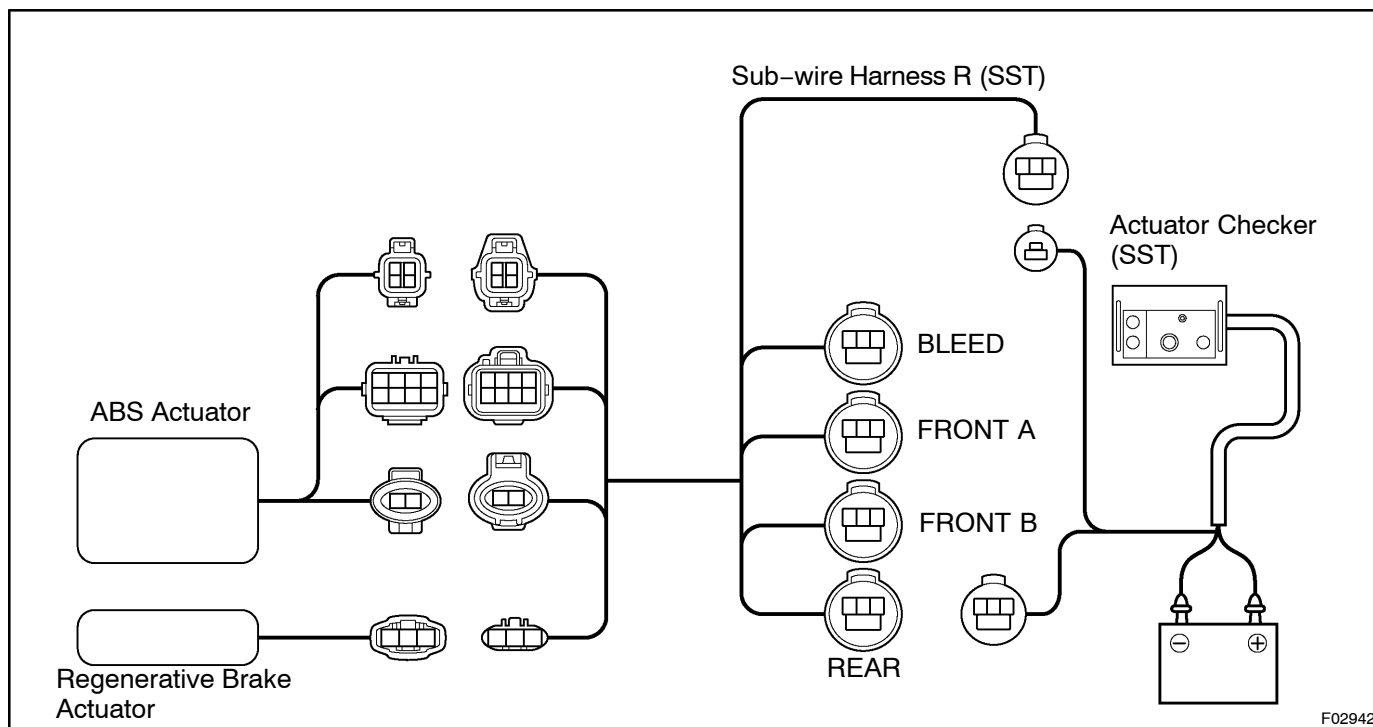 Sub−wire Harness R (SST)
Actuator Checker
(SST)
BLEED
ABS Actuator
FRONT A
FRONT B
REAR
Regenerative Brake
Actuator
F02942